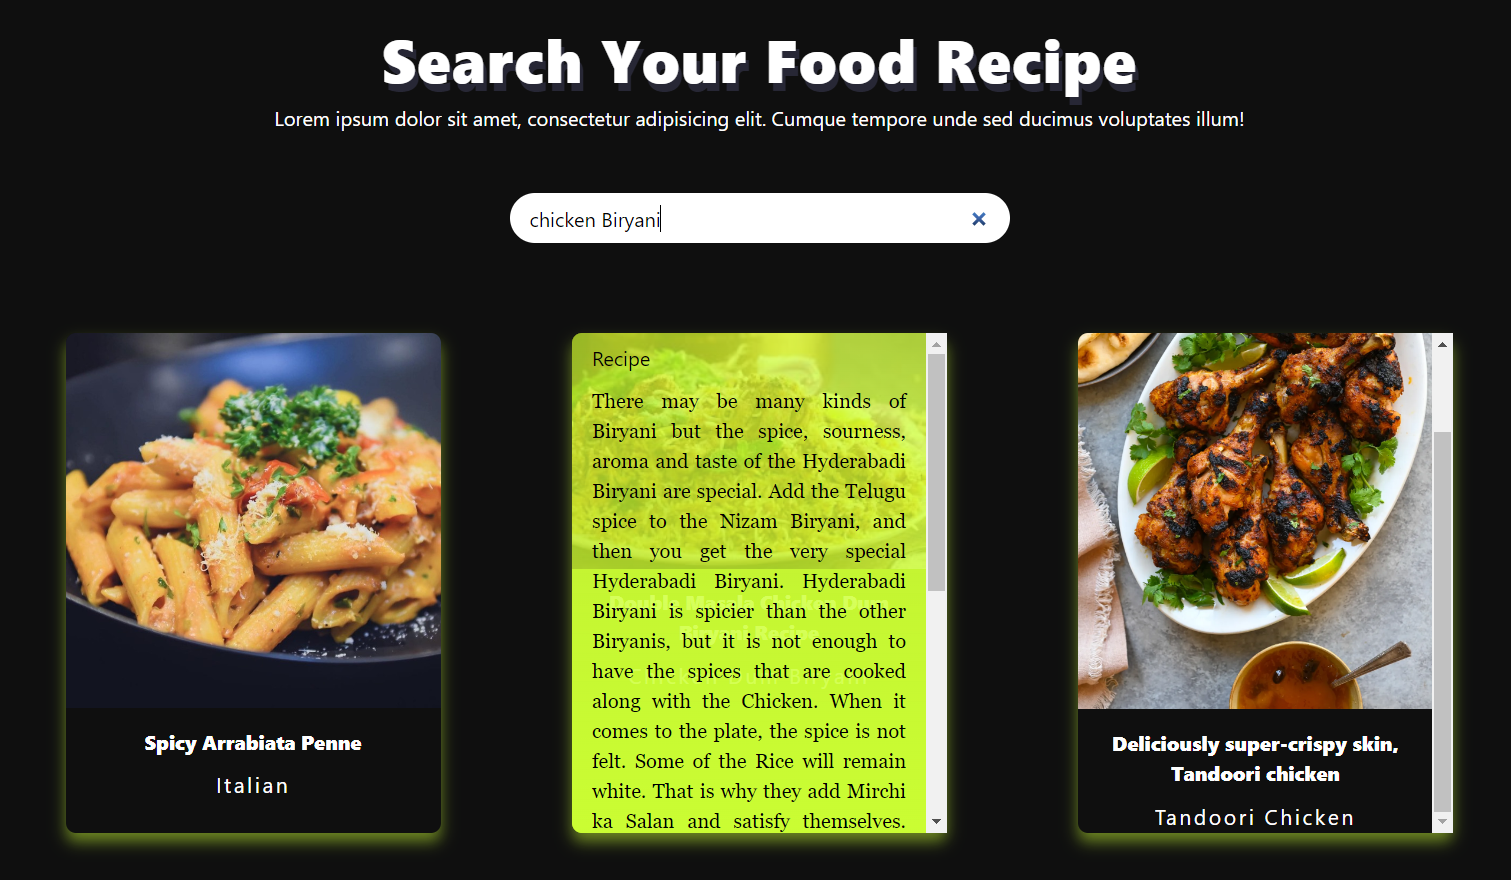 Search Your Food Recipe
Lorem ipsum dolor sit amet, consectetur adipisicing elit. Cumque tempore unde sed ducimus voluptates illum!
chicken Biryani
Spicy Arrabiata Penne
Italian
Recipe
There may be many kinds of
Biryani but the spice, sourness,
aroma and taste of the Hyderabadi
Biryani are special. Add the Telugu
spice to the Nizam Biryani, and
then you get the very special
Hyderabadi Biryani. Hyderabadi
Biryani is spicier than the other
Biryanis, but it is not enough to
have the spices that are cooked
along with the Chicken. When it
comes to the plate, the spice is not
felt. Some of the Rice will remain
white. That is why they add Mirchi
ka Salan and satisfy themselves.
Double Masala Chicken Dum
Biryani Recipe
Deliciously super-crispy skin,
Tandoori chicken
Tandoori Chicken